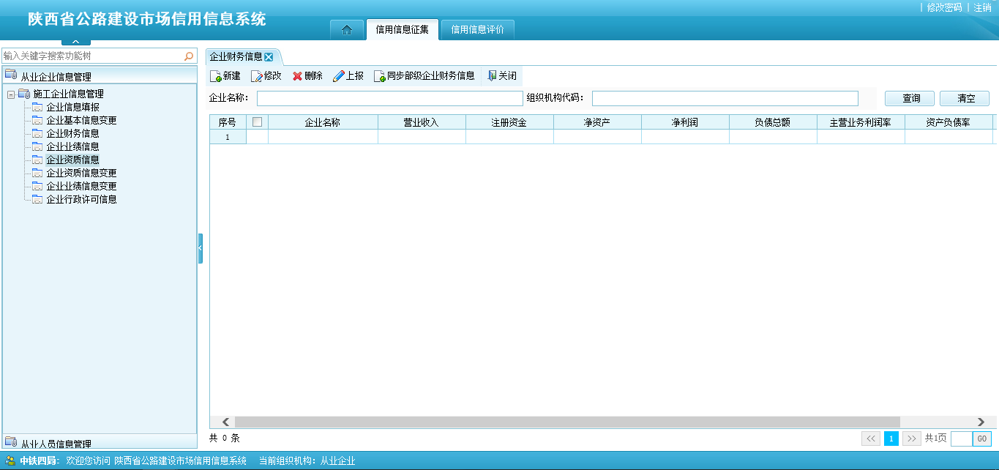 | 修改密码 | 注销
陕西省公路建设市场信用信息系统
信用信息征集 信用信息评价
输入关键字搜索功能树
从业企业信息管理
施工企业信息管理
企业信息填报
企业基本信息变更
企业财务信息
企业业绩信息
企业资质信息
企业资质信息变更
企业业绩信息变更
企业行政许可信息
从业人员信息管理
企业财务信息
新建 修改 删除 上报 同步部级企业财务信息 关闭
企业名称: 组织机构代码: 查询 清空
序号 企业名称 营业收入 注册资金 净资产 净利润 负债总额 主营业务利润率 资产负债率
1
共 0 条
<< 1 >> 共1页 GO
中铁四局: 欢迎您访问 陕西省公路建设市场信用信息系统 当前组织机构: 从业企业